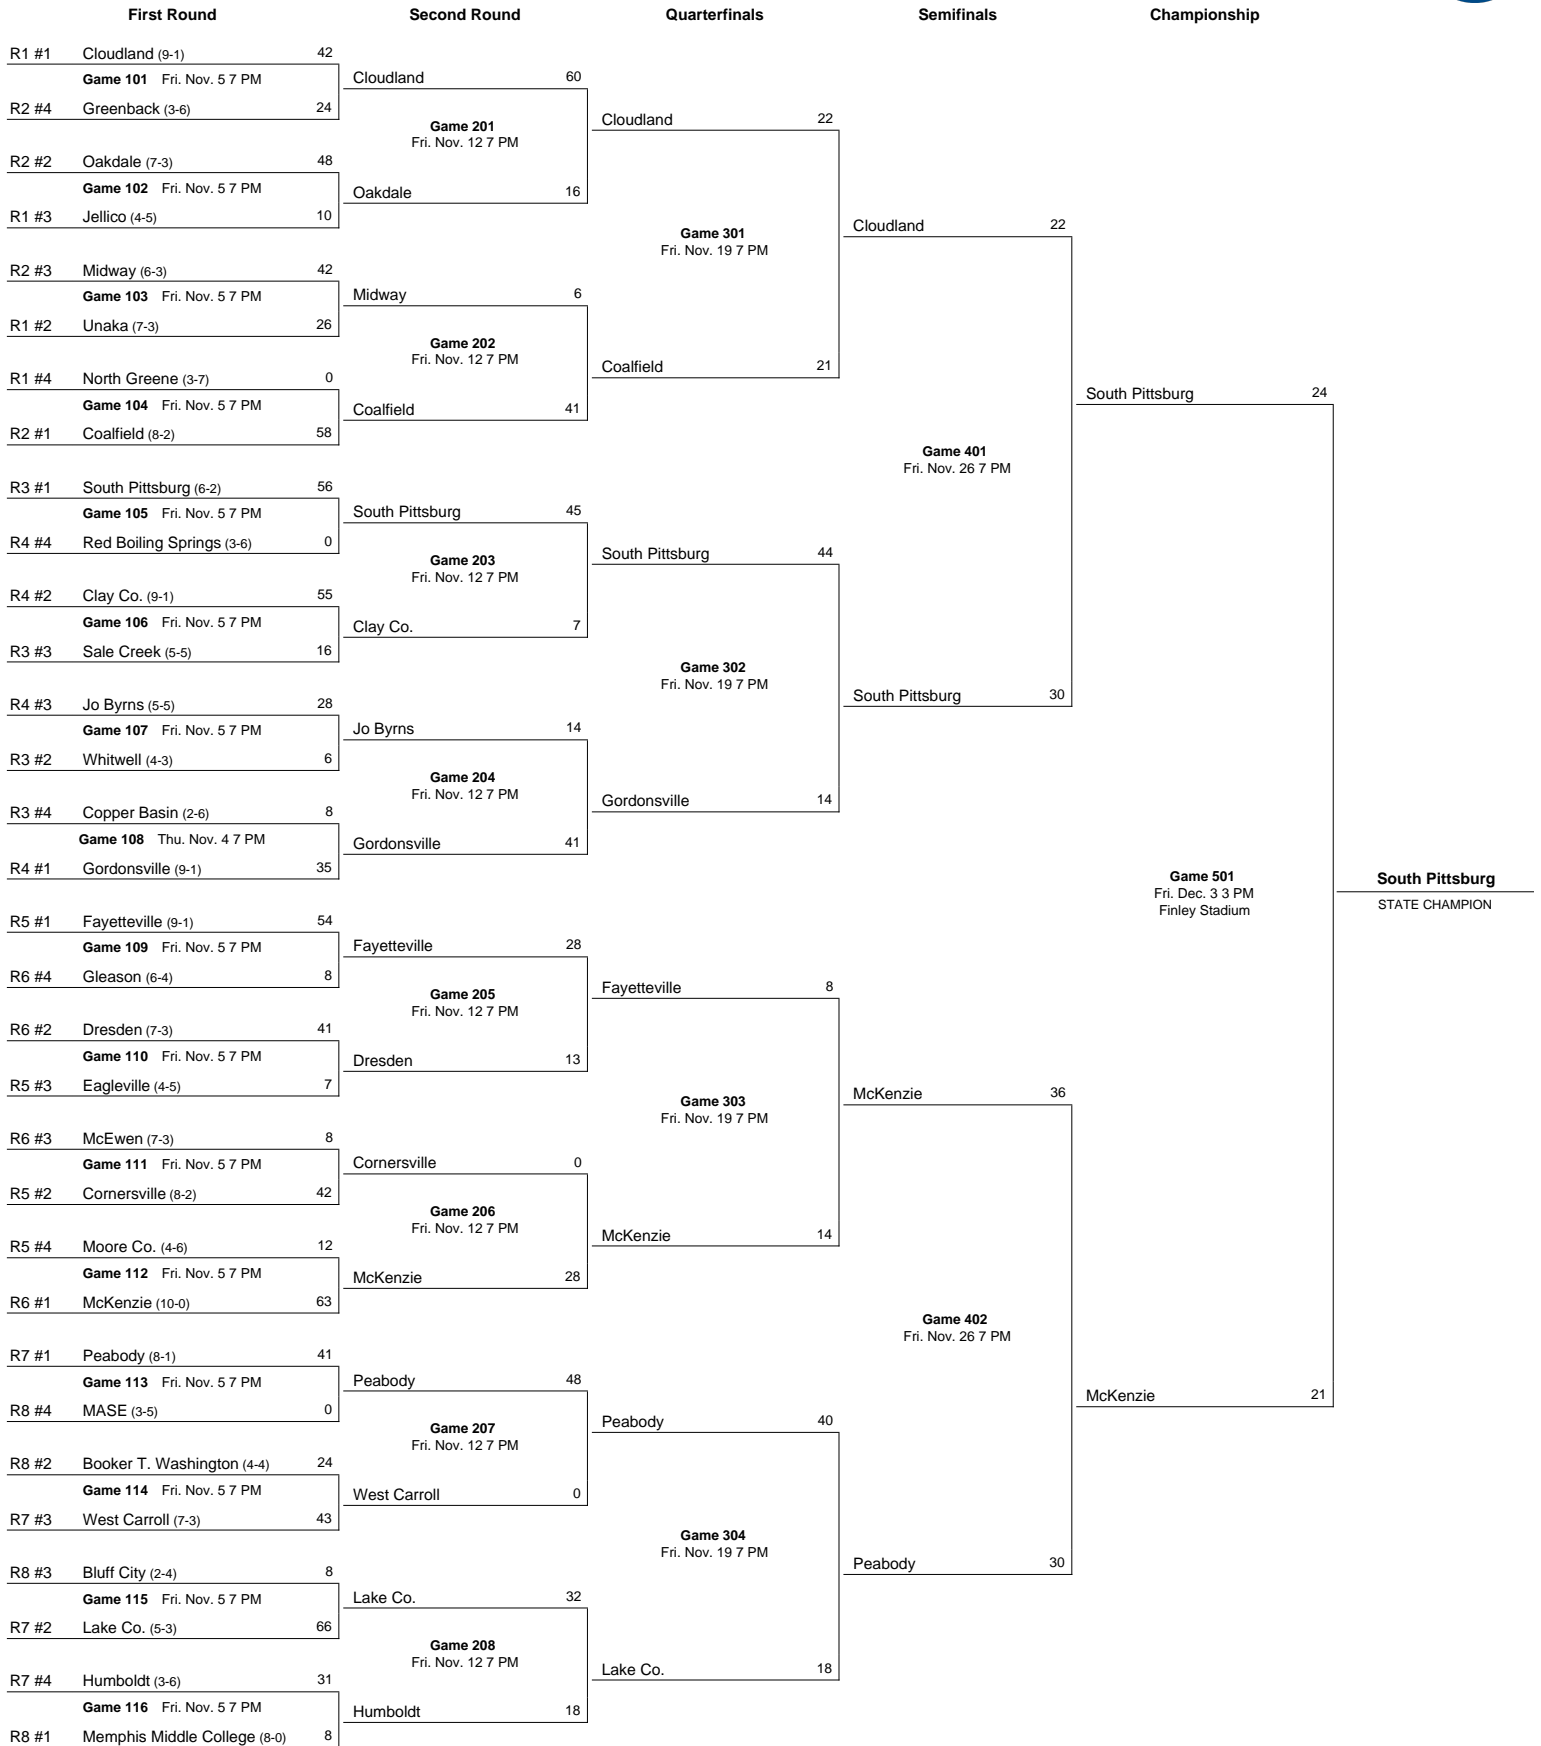 First Round Second Round Quarterfinals Semifinals Championship
R1 #1 Cloudland (9-1) 42
Game 101 Fri. Nov. 5 7 PM
R2 #4 Greenback (3-6) 24
R2 #2 Oakdale (7-3) 48
Game 102 Fri. Nov. 5 7 PM
R1 #3 Jellico (4-5) 10
R2 #3 Midway (6-3) 42
Game 103 Fri. Nov. 5 7 PM
R1 #2 Unaka (7-3) 26
R1 #4 North Greene (3-7) 0
Game 104 Fri. Nov. 5 7 PM
R2 #1 Coalfield (8-2) 58
R3 #1 South Pittsburg (6-2) 56
Game 105 Fri. Nov. 5 7 PM
R4 #4 Red Boiling Springs (3-6) 0
R4 #2 Clay Co. (9-1) 55
Game 106 Fri. Nov. 5 7 PM
R3 #3 Sale Creek (5-5) 16
R4 #3 Jo Byrns (5-5) 28
Game 107 Fri. Nov. 5 7 PM
R3 #2 Whitwell (4-3) 6
R3 #4 Copper Basin (2-6) 8
Game 108 Thu. Nov. 4 7 PM
R4 #1 Gordonsville (9-1) 35
R5 #1 Fayetteville (9-1) 54
Game 109 Fri. Nov. 5 7 PM
R6 #4 Gleason (6-4) 8
R6 #2 Dresden (7-3) 41
Game 110 Fri. Nov. 5 7 PM
R5 #3 Eagleville (4-5) 7
R6 #3 McEwen (7-3) 8
Game 111 Fri. Nov. 5 7 PM
R5 #2 Cornersville (8-2) 42
R5 #4 Moore Co. (4-6) 12
Game 112 Fri. Nov. 5 7 PM
R6 #1 McKenzie (10-0) 63
R7 #1 Peabody (8-1) 41
Game 113 Fri. Nov. 5 7 PM
R8 #4 MASE (3-5) 0
R8 #2 Booker T. Washington (4-4) 24
Game 114 Fri. Nov. 5 7 PM
R7 #3 West Carroll (7-3) 43
R8 #3 Bluff City (2-4) 8
Game 115 Fri. Nov. 5 7 PM
R7 #2 Lake Co. (5-3) 66
R7 #4 Humboldt (3-6) 31
Game 116 Fri. Nov. 5 7 PM
R8 #1 Memphis Middle College (8-0) 8
Cloudland 60
Game 201
Fri. Nov. 12 7 PM
Oakdale 16
Midway 6
Game 202
Fri. Nov. 12 7 PM
Coalfield 41
South Pittsburg 45
Game 203
Fri. Nov. 12 7 PM
Clay Co. 7
Jo Byrns 14
Game 204
Fri. Nov. 12 7 PM
Gordonsville 41
Fayetteville 28
Game 205
Fri. Nov. 12 7 PM
Dresden 13
Cornersville 0
Game 206
Fri. Nov. 12 7 PM
McKenzie 28
Peabody 48
Game 207
Fri. Nov. 12 7 PM
West Carroll 0
Lake Co. 32
Game 208
Fri. Nov. 12 7 PM
Humboldt 18
Cloudland 22
Game 301
Fri. Nov. 19 7 PM
Coalfield 21
South Pittsburg 44
Game 302
Fri. Nov. 19 7 PM
Gordonsville 14
Fayetteville 8
Game 303
Fri. Nov. 19 7 PM
McKenzie 14
Peabody 40
Game 304
Fri. Nov. 19 7 PM
Lake Co. 18
Cloudland 22
Game 401
Fri. Nov. 26 7 PM
South Pittsburg 30
McKenzie 36
Game 402
Fri. Nov. 26 7 PM
Peabody 30
South Pittsburg 24
Game 501
Fri. Dec. 3 3 PM
Finley Stadium
McKenzie 21
South Pittsburg
STATE CHAMPION